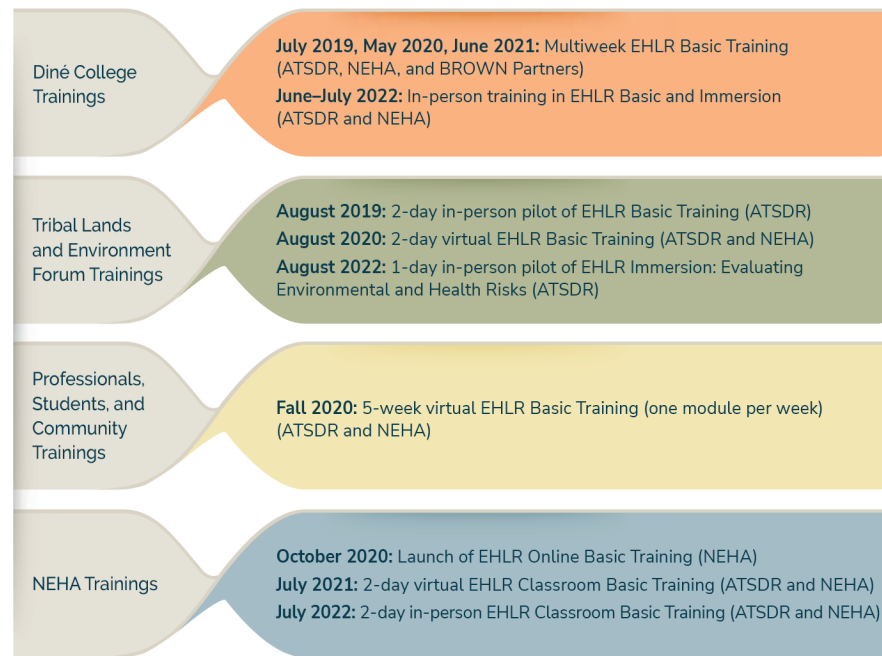 Diné College
Trainings
July 2019, May 2020, June 2021: Multiweek EHLR Basic Training
(ATSDR, NEHA, and BROWN Partners)
June–July 2022: In-person training in EHLR Basic and Immersion
(ATSDR and NEHA)
Tribal Lands
and Environment
Forum Trainings
August 2019: 2-day in-person pilot of EHLR Basic Training (ATSDR)
August 2020: 2-day virtual EHLR Basic Training (ATSDR and NEHA)
August 2022: 1-day in-person pilot of EHLR Immersion: Evaluating
Environmental and Health Risks (ATSDR)
Professionals,
Students, and
Community
Trainings
Fall 2020: 5-week virtual EHLR Basic Training (one module per week)
(ATSDR and NEHA)
NEHA Trainings
October 2020: Launch of EHLR Online Basic Training (NEHA)
July 2021: 2-day virtual EHLR Classroom Basic Training (ATSDR and NEHA)
July 2022: 2-day in-person EHLR Classroom Basic Training (ATSDR and NEHA)